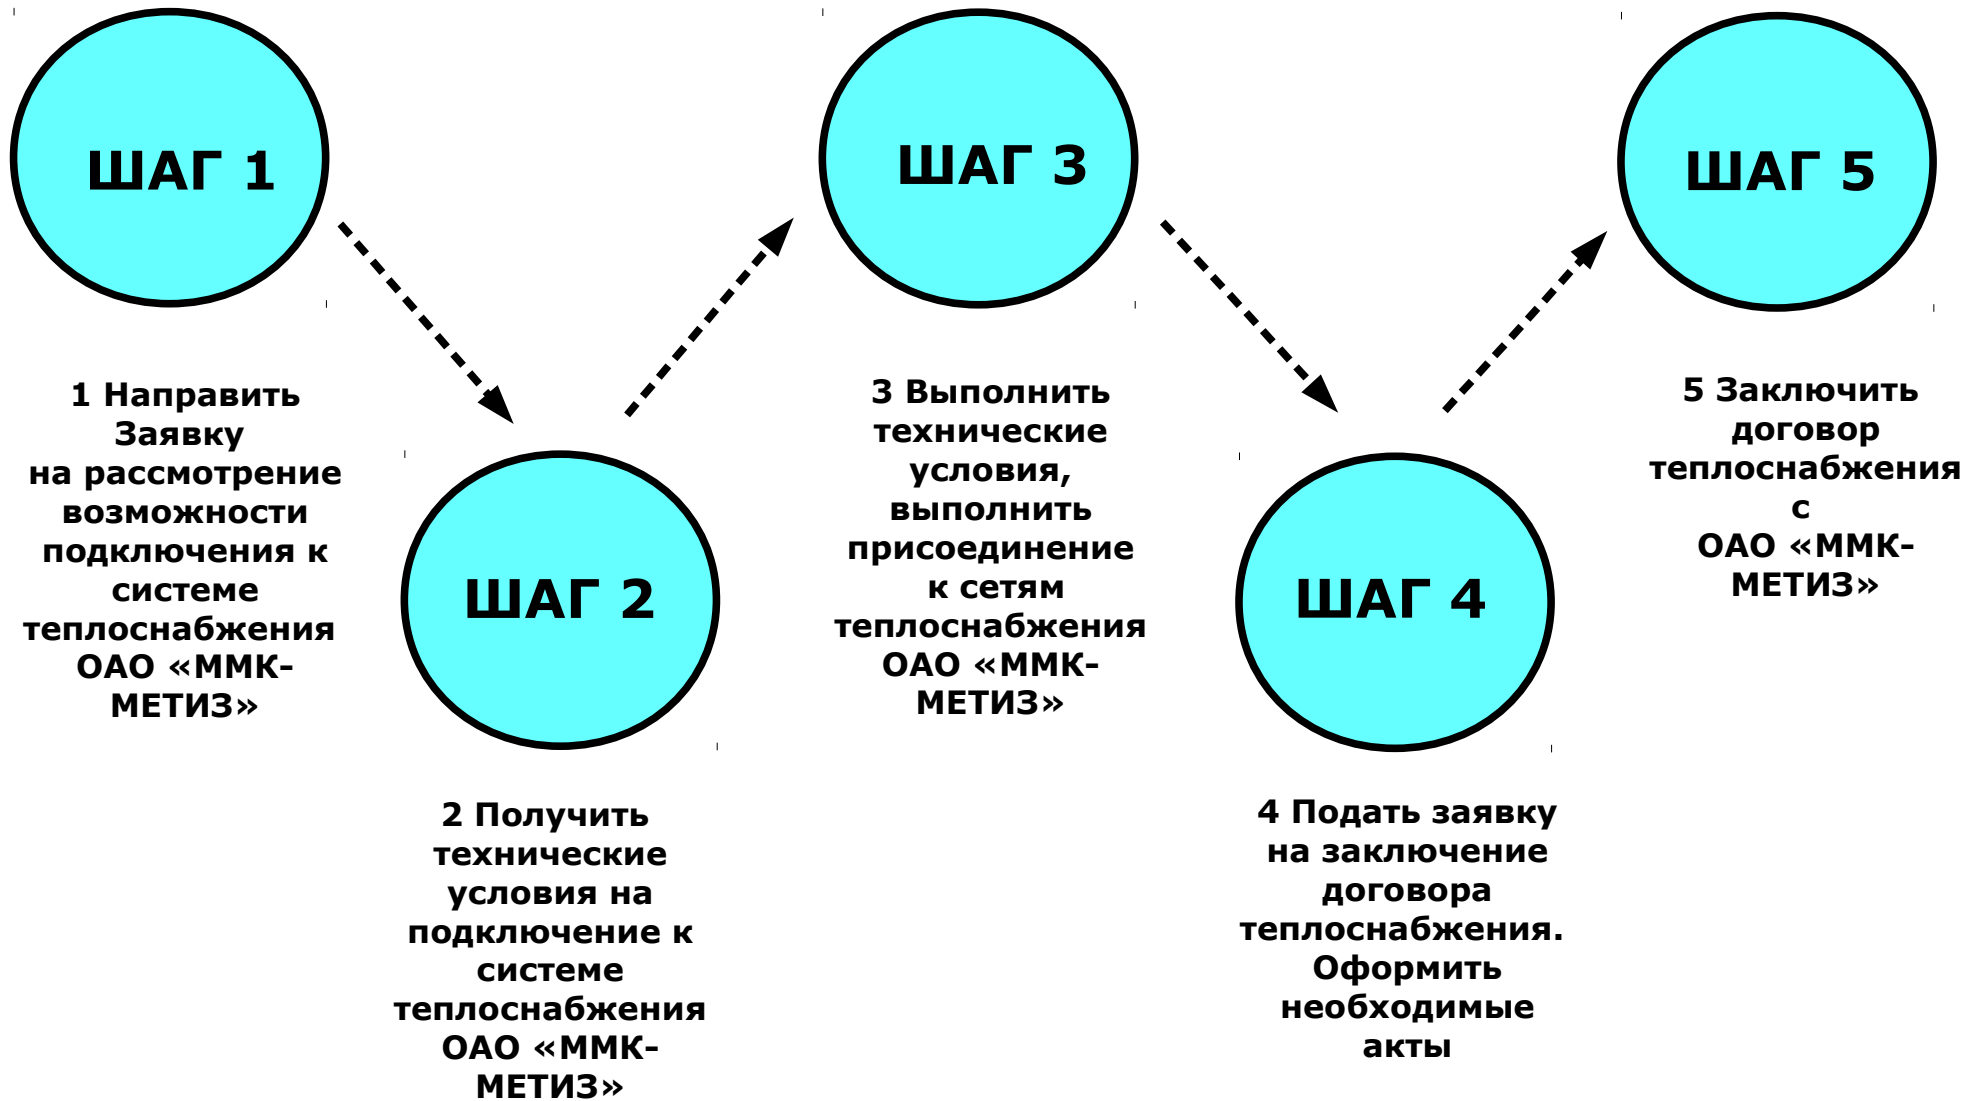 ШАГ 1
1 Направить
Заявку
на рассмотрение
возможности
подключения к
системе
теплоснабжения
ОАО «ММК-
МЕТИЗ»
ШАГ 2
2 Получить
технические
условия на
подключение к
системе
теплоснабжения
ОАО «ММК-
МЕТИЗ»
ШАГ 3
3 Выполнить
технические
условия,
выполнить
присоединение
к сетям
теплоснабжения
ОАО «ММК-
МЕТИЗ»
ШАГ 4
4 Подать заявку
на заключение
договора
теплоснабжения.
Оформить
необходимые
акты
ШАГ 5
5 Заключить
договор
теплоснабжения
с
ОАО «ММК-
МЕТИЗ»